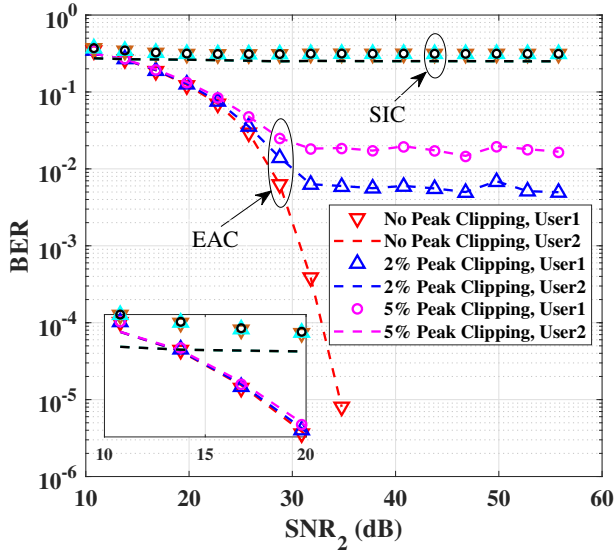 10^0
10^-1
10^-2
10^-3
10^-4
10^-5
10^-6
BER
SIC
EAC
No Peak Clipping, User1
No Peak Clipping, User2
2% Peak Clipping, User1
2% Peak Clipping, User2
5% Peak Clipping, User1
5% Peak Clipping, User2
10 15 20
10 20 30 40 50 60
SNR_2 (dB)